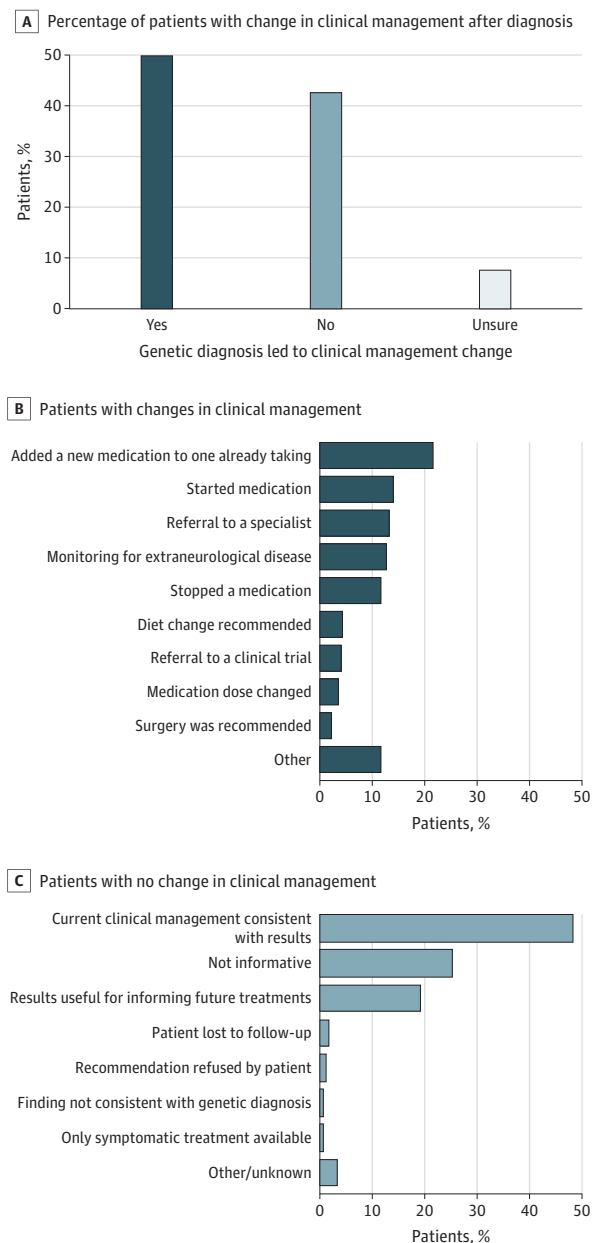 A Percentage of patients with change in clinical management after diagnosis
50
40
30
20
10
0
Patients, %
Yes
No
Unsure
Genetic diagnosis led to clinical management change
B Patients with changes in clinical management
Added a new medication to one already taking
Started medication
Referral to a specialist
Monitoring for extraneurological disease
Stopped a medication
Diet change recommended
Referral to a clinical trial
Medication dose changed
Surgery was recommended
Other
0 10 20 30 40 50
Patients, %
C Patients with no change in clinical management
Current clinical management consistent
with results
Not informative
Results useful for informing future treatments
Patient lost to follow-up
Recommendation refused by patient
Finding not consistent with genetic diagnosis
Only symptomatic treatment available
Other/unknown
0 10 20 30 40 50
Patients, %